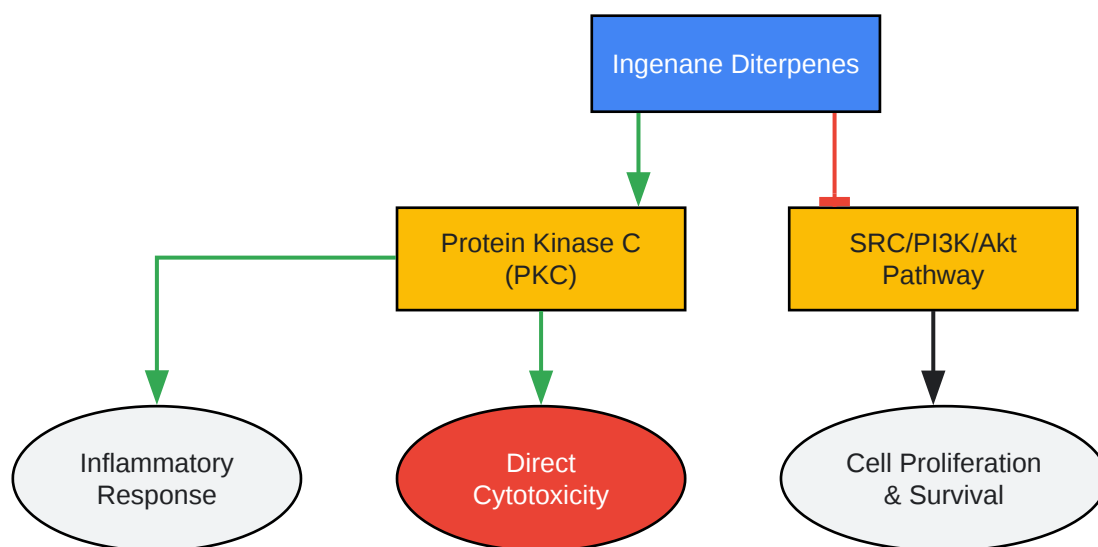 Ingenane Diterpenes
Protein Kinase C
(PKC)
SRC/PI3K/Akt
Pathway
Inflammatory
Response
Direct
Cytotoxicity
Cell Proliferation
& Survival